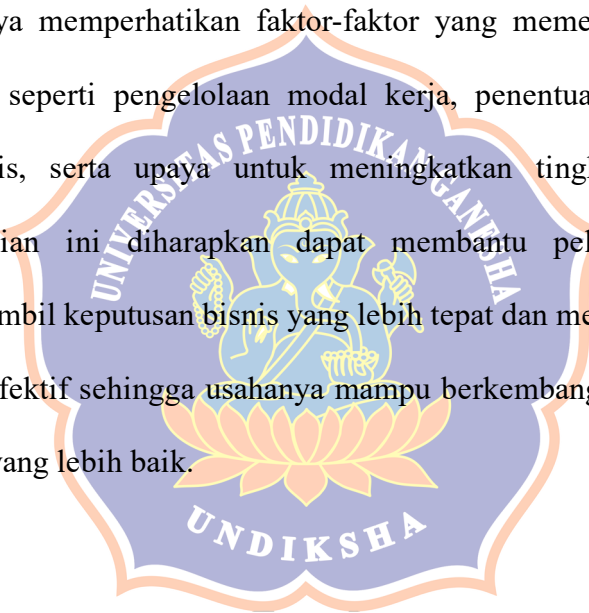 ya memperhatikan faktor-faktor yang meme
seperti pengelolaan modal kerja, penentua
is, serta upaya untuk meningkatkan tingl
UNIVERSITAS PENDIDIKAN GANESHA
ian ini diharapkan dapat membantu pel
mbil keputusan bisnis yang lebih tepat dan me
fektif sehingga usahanya mampu berkembang
yang lebih baik.
UNDIKSHA